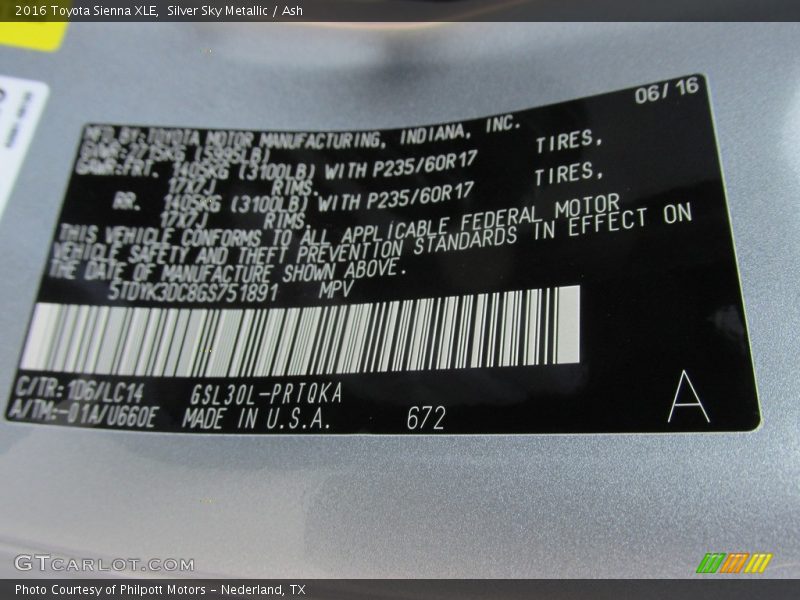 2016 Toyota Sienna XLE,  Silver Sky Metallic / Ash
06/16
MFD BY: TOYOTA MOTOR MANUFACTURING, INDIANA, INC.
GVWR: 2715KG (5985LB)
GAWR: FRT. 1405KG (3100LB) WITH P235/60R17 TIRES,
17X7J RIMS.
RR. 1405KG (3100LB) WITH P235/60R17 TIRES,
17X7J RIMS
THIS VEHICLE CONFORMS TO ALL APPLICABLE FEDERAL MOTOR
VEHICLE SAFETY AND THEFT PREVENTION STANDARDS IN EFFECT ON
THE DATE OF MANUFACTURE SHOWN ABOVE.
5TDYK3DC8GS751891 MPV
C/TR: 1D6/LC14 GSL30L-PRTQKA
A/TM: -01A/U660E MADE IN U.S.A. 672
A
GTCARLOT.COM
Photo Courtesy of Philpott Motors - Nederland, TX